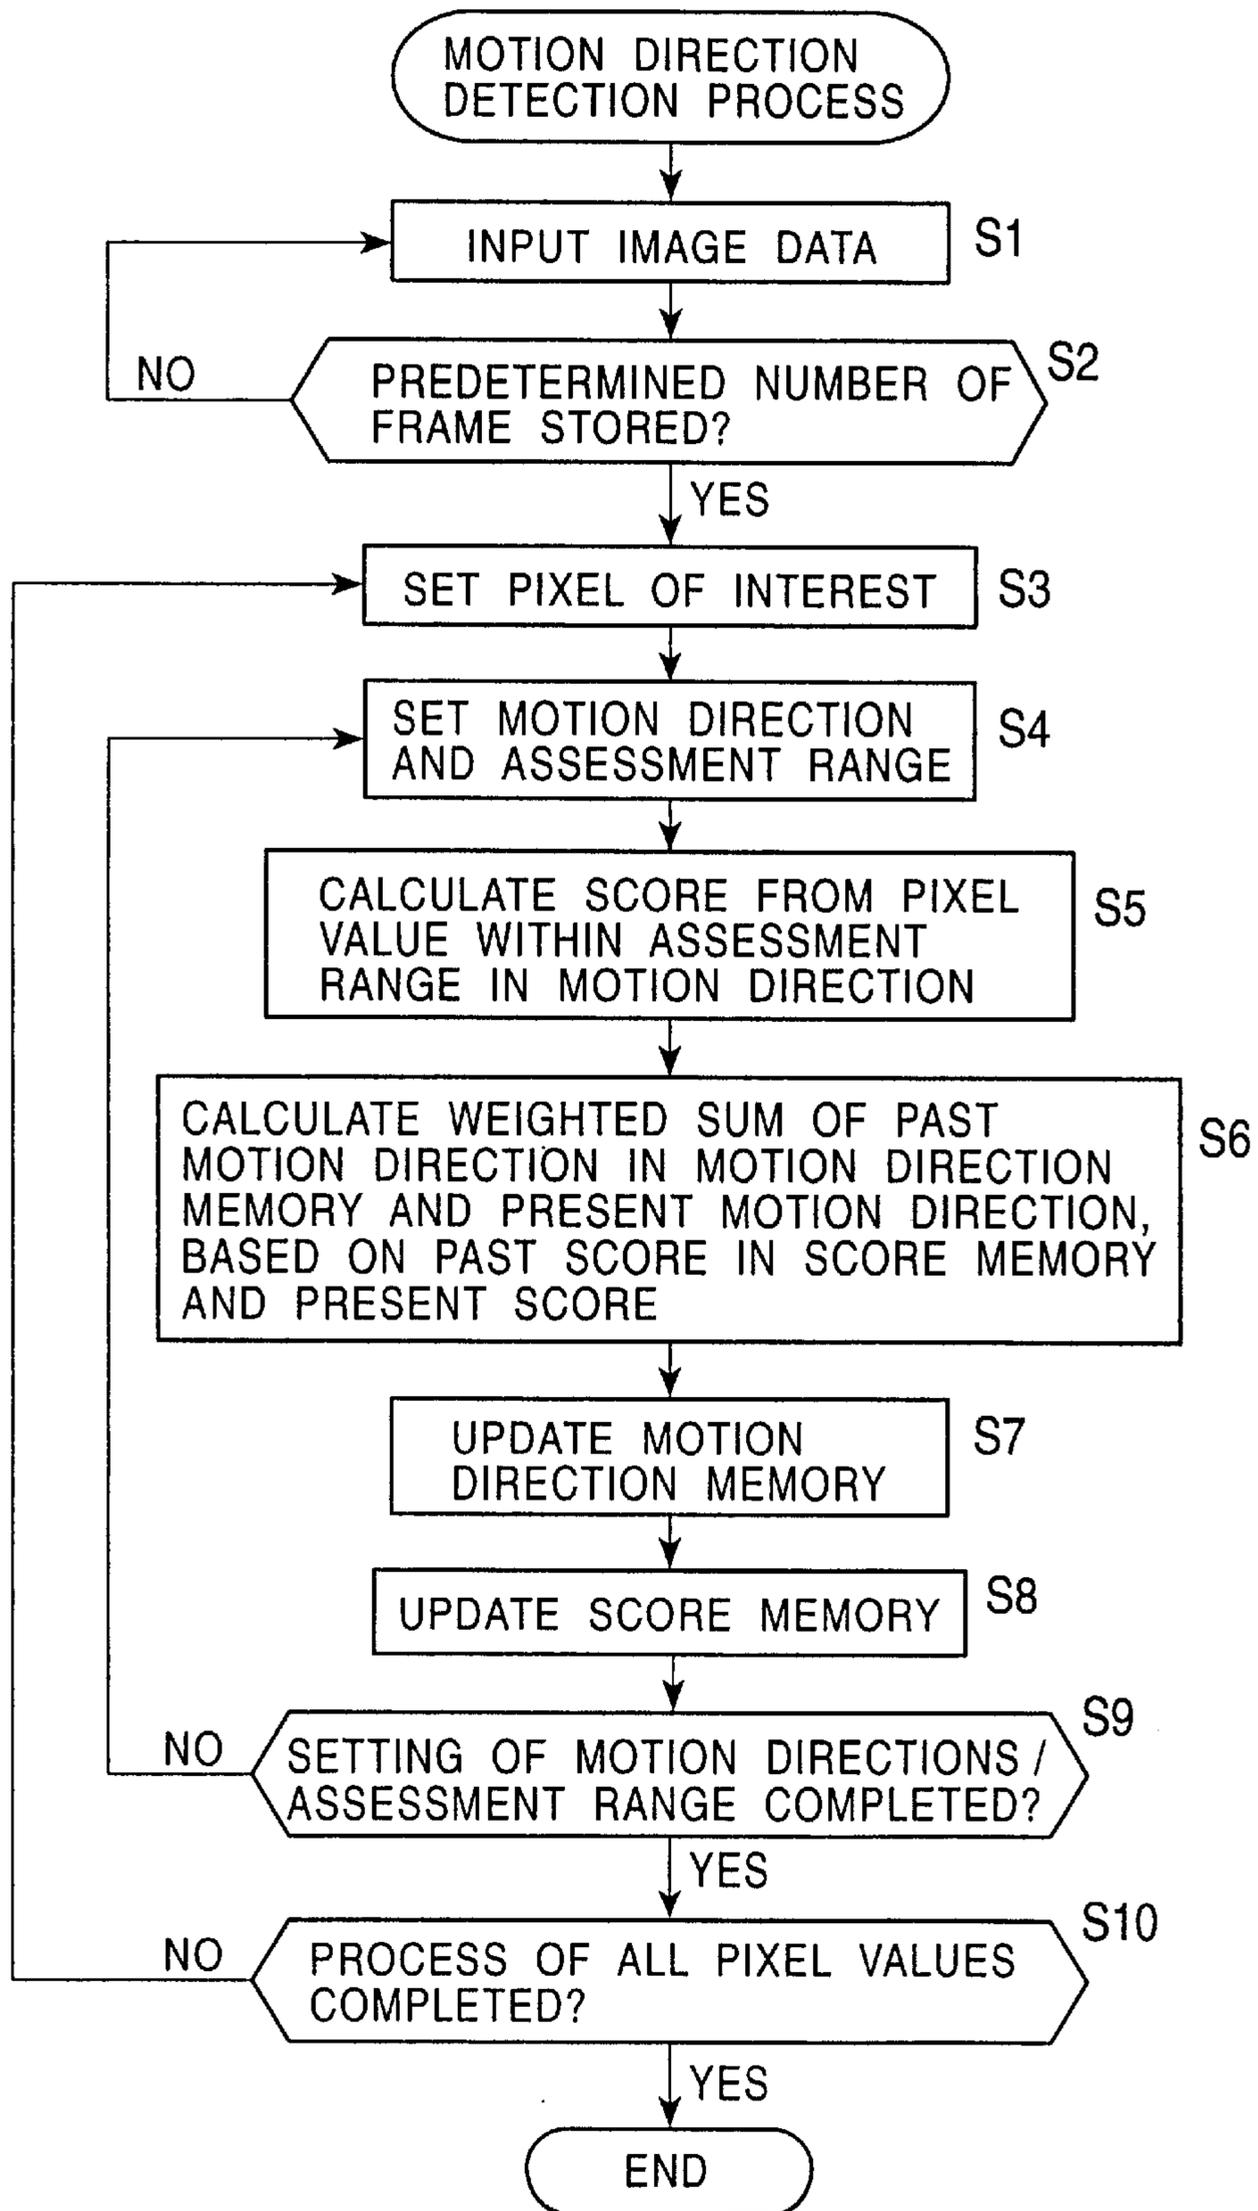 MOTION DIRECTION
DETECTION PROCESS
INPUT IMAGE DATA
S1
NO
PREDETERMINED NUMBER OF
FRAME STORED?
S2
YES
SET PIXEL OF INTEREST
S3
SET MOTION DIRECTION
AND ASSESSMENT RANGE
S4
CALCULATE SCORE FROM PIXEL
VALUE WITHIN ASSESSMENT
RANGE IN MOTION DIRECTION
S5
CALCULATE WEIGHTED SUM OF PAST
MOTION DIRECTION IN MOTION DIRECTION
MEMORY AND PRESENT MOTION DIRECTION,
BASED ON PAST SCORE IN SCORE MEMORY
AND PRESENT SCORE
S6
UPDATE MOTION
DIRECTION MEMORY
S7
UPDATE SCORE MEMORY
S8
NO
SETTING OF MOTION DIRECTIONS /
ASSESSMENT RANGE COMPLETED?
S9
YES
NO
PROCESS OF ALL PIXEL VALUES
COMPLETED?
S10
YES
END